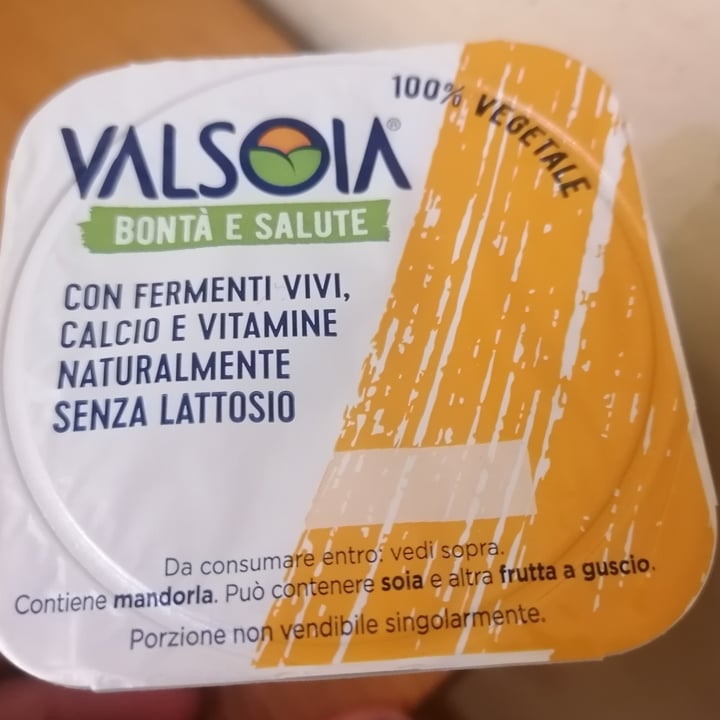 100% VEGETALE
VALSOIA®
BONTÀ E SALUTE
CON FERMENTI VIVI,
CALCIO E VITAMINE
NATURALMENTE
SENZA LATTOSIO
Da consumare entro: vedi sopra.
Contiene mandorla. Può contenere soia e altra frutta a guscio.
Porzione non vendibile singolarmente.